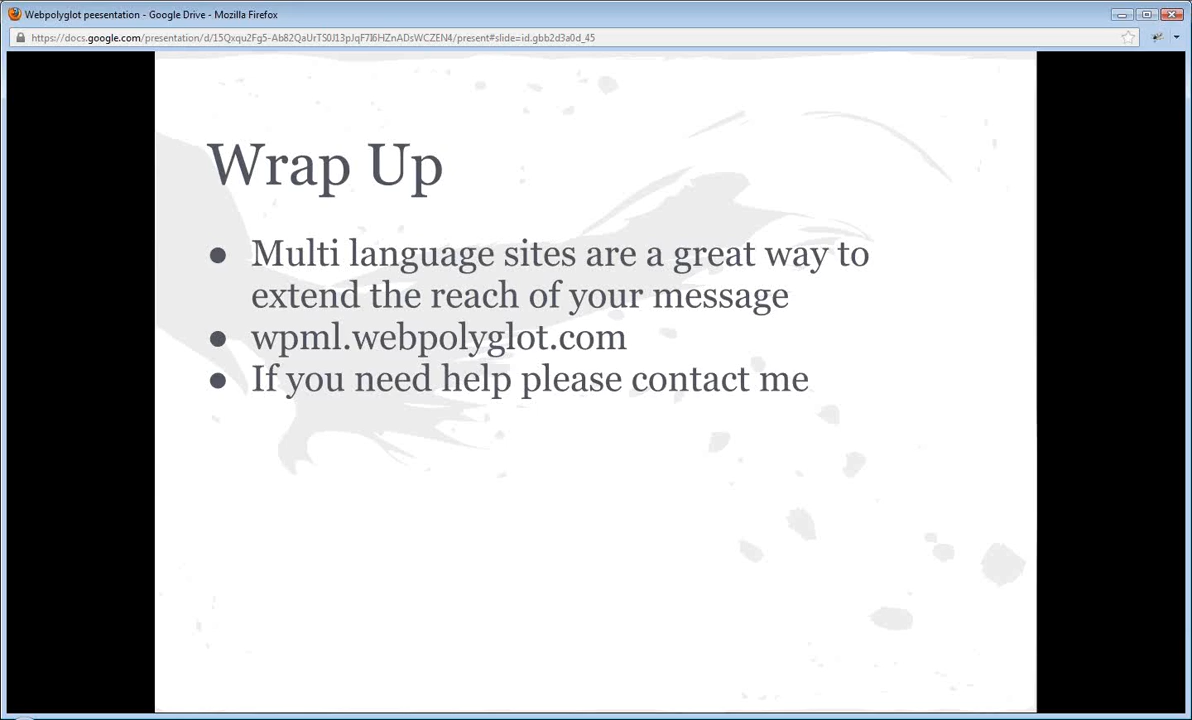 Webpolyglot peesentation - Google Drive - Mozilla Firefox
https://docs.google.com/presentation/d/15Qxqu2Fg5-Ab82QaUrTS0J13pJqF7I6HZnADsWCZEN4/present#slide=id.gbb2d3a0d_45
Wrap Up
● Multi language sites are a great way to
extend the reach of your message
● wpml.webpolyglot.com
● If you need help please contact me